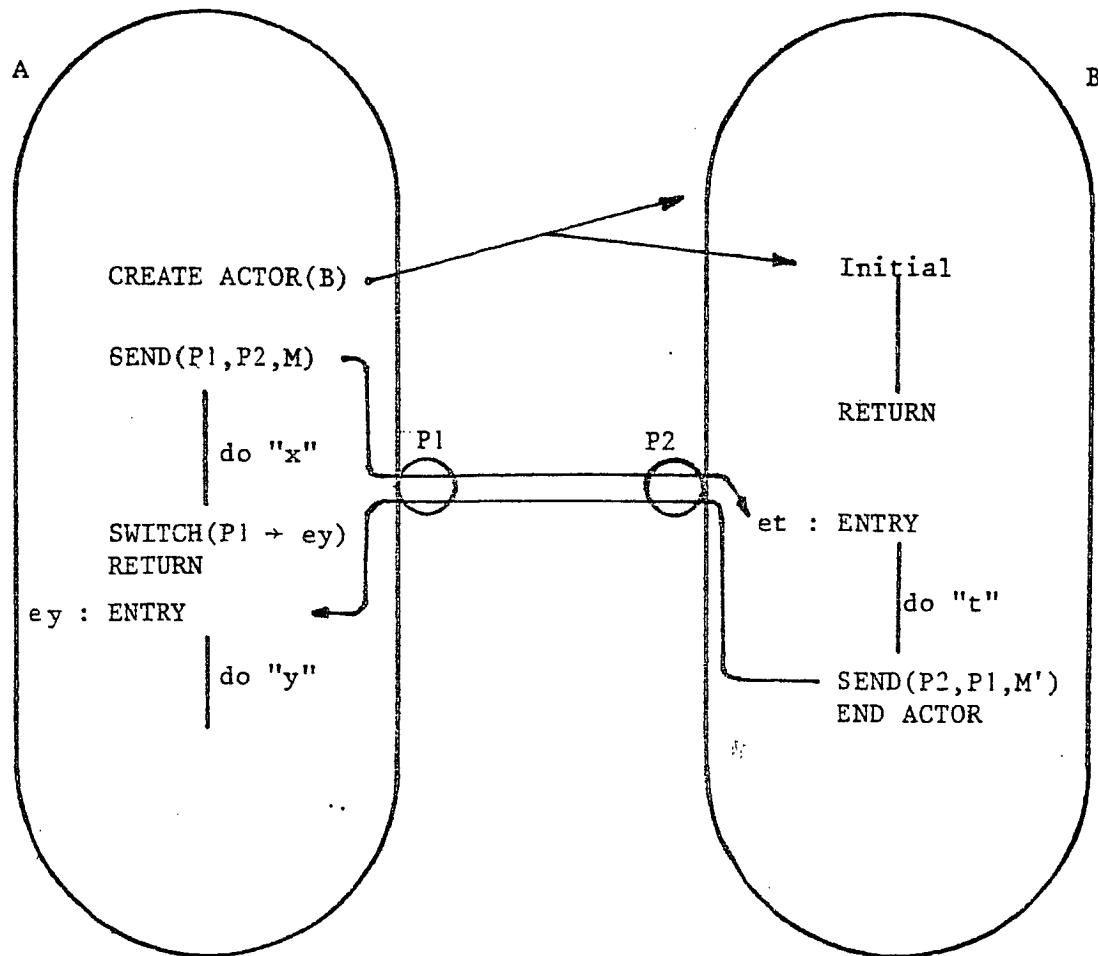 A
B
CREATE ACTOR(B)
Initial
SEND(P1,P2,M)
RETURN
do "x"
P1
P2
SWITCH(P1 → ey)
RETURN
et : ENTRY
ey : ENTRY
do "t"
do "y"
SEND(P2,P1,M')
END ACTOR